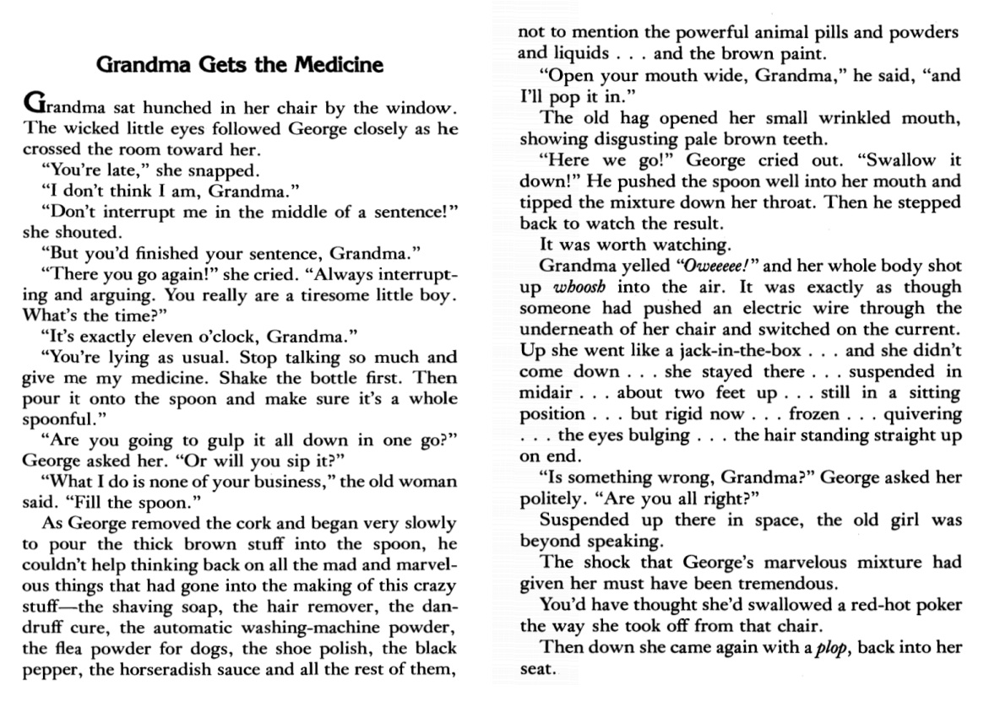 Grandma Gets the Medicine
Grandma sat hunched in her chair by the window.
The wicked little eyes followed George closely as he
crossed the room toward her.
“You’re late,” she snapped.
“I don’t think I am, Grandma.”
“Don’t interrupt me in the middle of a sentence!”
she shouted.
“But you’d finished your sentence, Grandma.”
“There you go again!” she cried. “Always interrupt-
ing and arguing. You really are a tiresome little boy.
What’s the time?”
“It’s exactly eleven o’clock, Grandma.”
“You’re lying as usual. Stop talking so much and
give me my medicine. Shake the bottle first. Then
pour it onto the spoon and make sure it’s a whole
spoonful.”
“Are you going to gulp it all down in one go?”
George asked her. “Or will you sip it?”
“What I do is none of your business,” the old woman
said. “Fill the spoon.”
As George removed the cork and began very slowly
to pour the thick brown stuff into the spoon, he
couldn’t help thinking back on all the mad and marvel-
ous things that had gone into the making of this crazy
stuff—the shaving soap, the hair remover, the dan-
druff cure, the automatic washing-machine powder,
the flea powder for dogs, the shoe polish, the black
pepper, the horseradish sauce and all the rest of them,
not to mention the powerful animal pills and powders
and liquids . . . and the brown paint.
“Open your mouth wide, Grandma,” he said, “and
I’ll pop it in.”
The old hag opened her small wrinkled mouth,
showing disgusting pale brown teeth.
“Here we go!” George cried out. “Swallow it
down!” He pushed the spoon well into her mouth and
tipped the mixture down her throat. Then he stepped
back to watch the result.
It was worth watching.
Grandma yelled “Oweeeee!” and her whole body shot
up whoosh into the air. It was exactly as though
someone had pushed an electric wire through the
underneath of her chair and switched on the current.
Up she went like a jack-in-the-box . . . and she didn’t
come down . . . she stayed there . . . suspended in
midair . . . about two feet up . . . still in a sitting
position . . . but rigid now . . . frozen . . . quivering
. . . the eyes bulging . . . the hair standing straight up
on end.
“Is something wrong, Grandma?” George asked her
politely. “Are you all right?”
Suspended up there in space, the old girl was
beyond speaking.
The shock that George’s marvelous mixture had
given her must have been tremendous.
You’d have thought she’d swallowed a red-hot poker
the way she took off from that chair.
Then down she came again with a plop, back into her
seat.